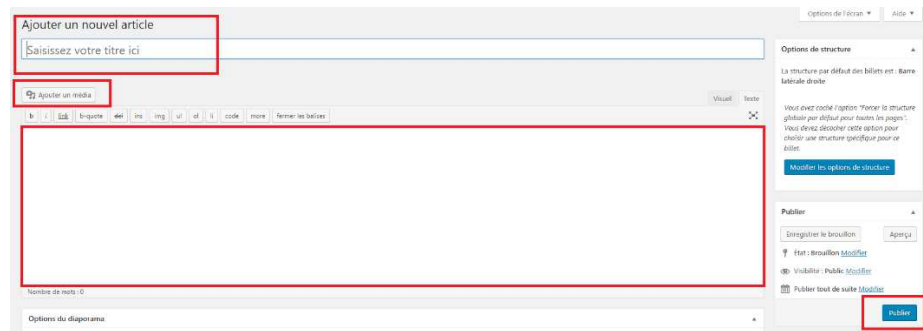 Options de l'écran ▼ Aide ▼
Ajouter un nouvel article
Saisissez votre titre ici
Ajouter un média
Visuel Texte
b i link b-quote del ins img ul ol li code more fermer les balises
Nombre de mots : 0
Options du diaporama
Options de structure
La structure par défaut des billets est : Barre
latérale droite
Vous avez coché l'option "Forcer la structure
globale par défaut pour toutes les pages".
Vous devez décocher cette option pour
choisir une structure spécifique pour ce
billet.
Modifier les options de structure
Publier
Enregistrer le brouillon Aperçu
État : Brouillon Modifier
Visibilité : Public Modifier
Publier tout de suite Modifier
Publier